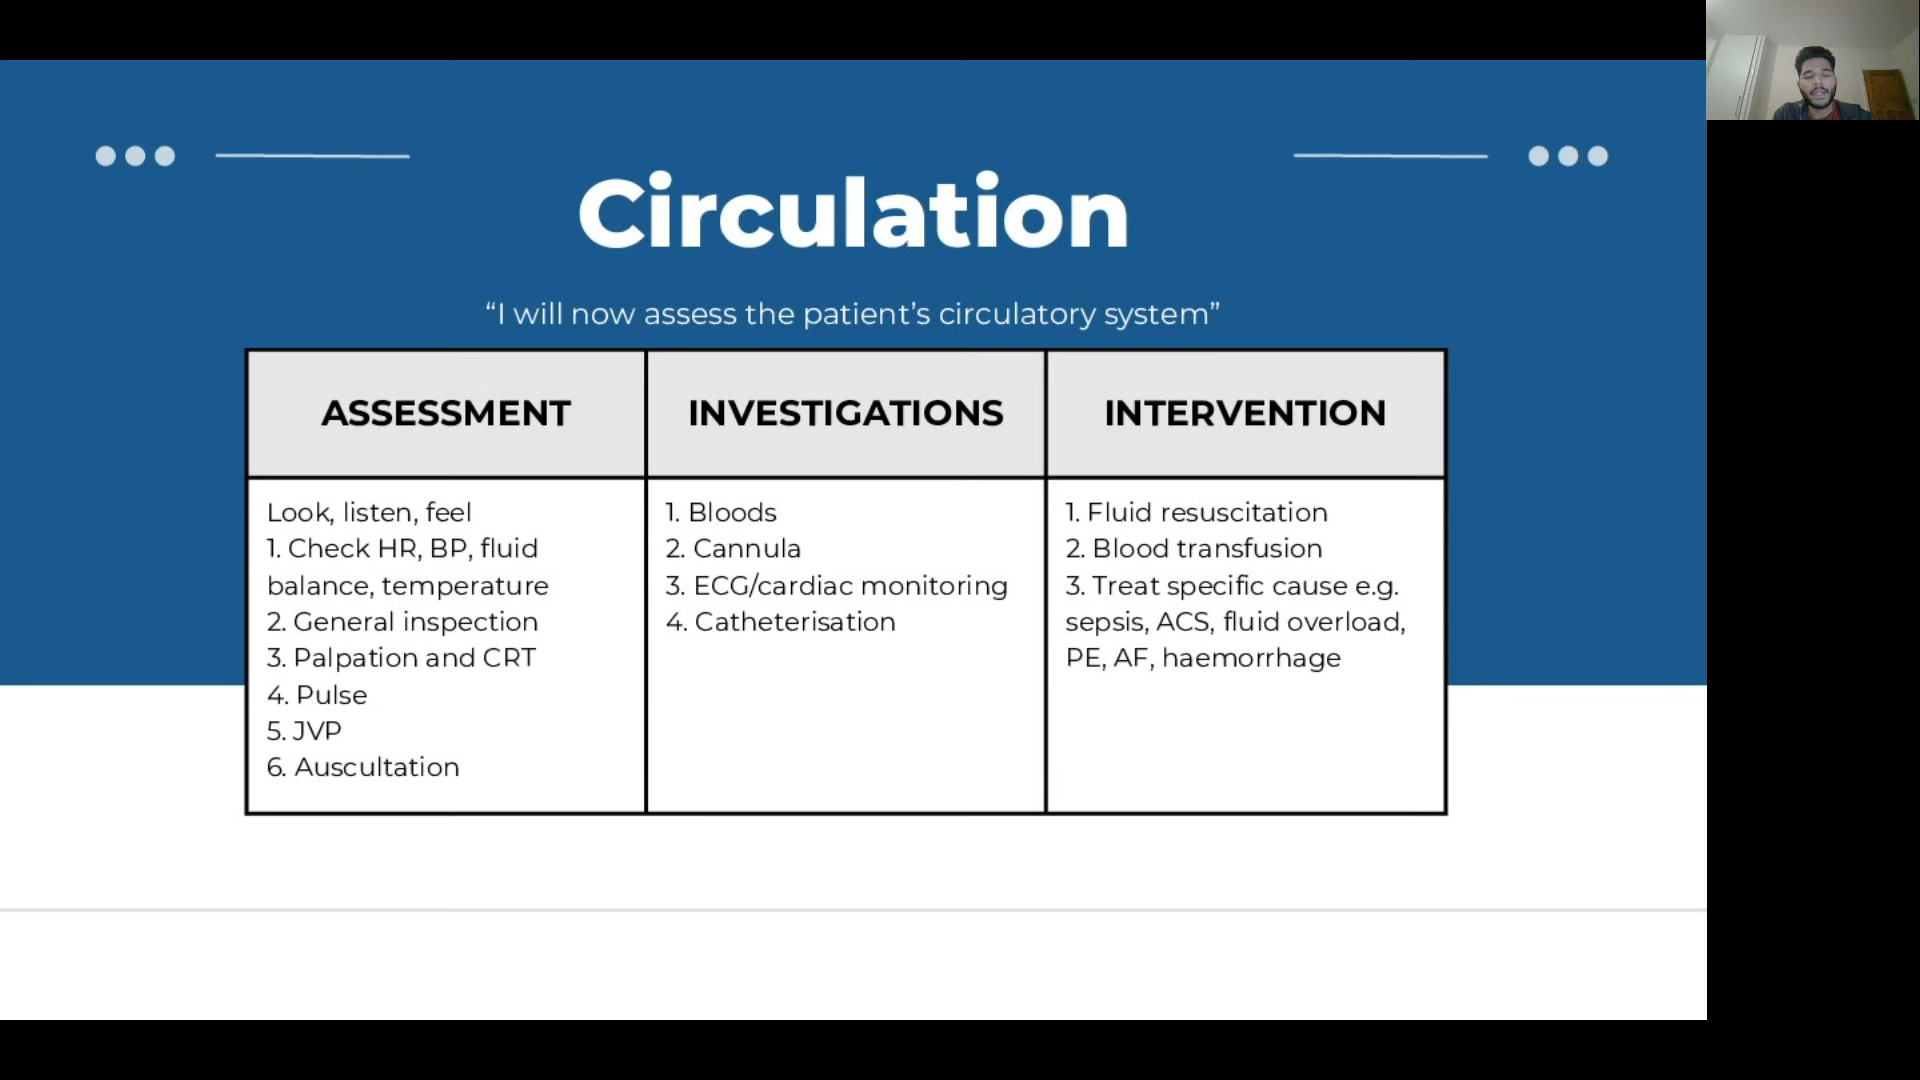 Circulation
“I will now assess the patient’s circulatory system”
ASSESSMENT
INVESTIGATIONS
INTERVENTION
Look, listen, feel
1. Check HR, BP, fluid
balance, temperature
2. General inspection
3. Palpation and CRT
4. Pulse
5. JVP
6. Auscultation
1. Bloods
2. Cannula
3. ECG/cardiac monitoring
4. Catheterisation
1. Fluid resuscitation
2. Blood transfusion
3. Treat specific cause e.g.
sepsis, ACS, fluid overload,
PE, AF, haemorrhage